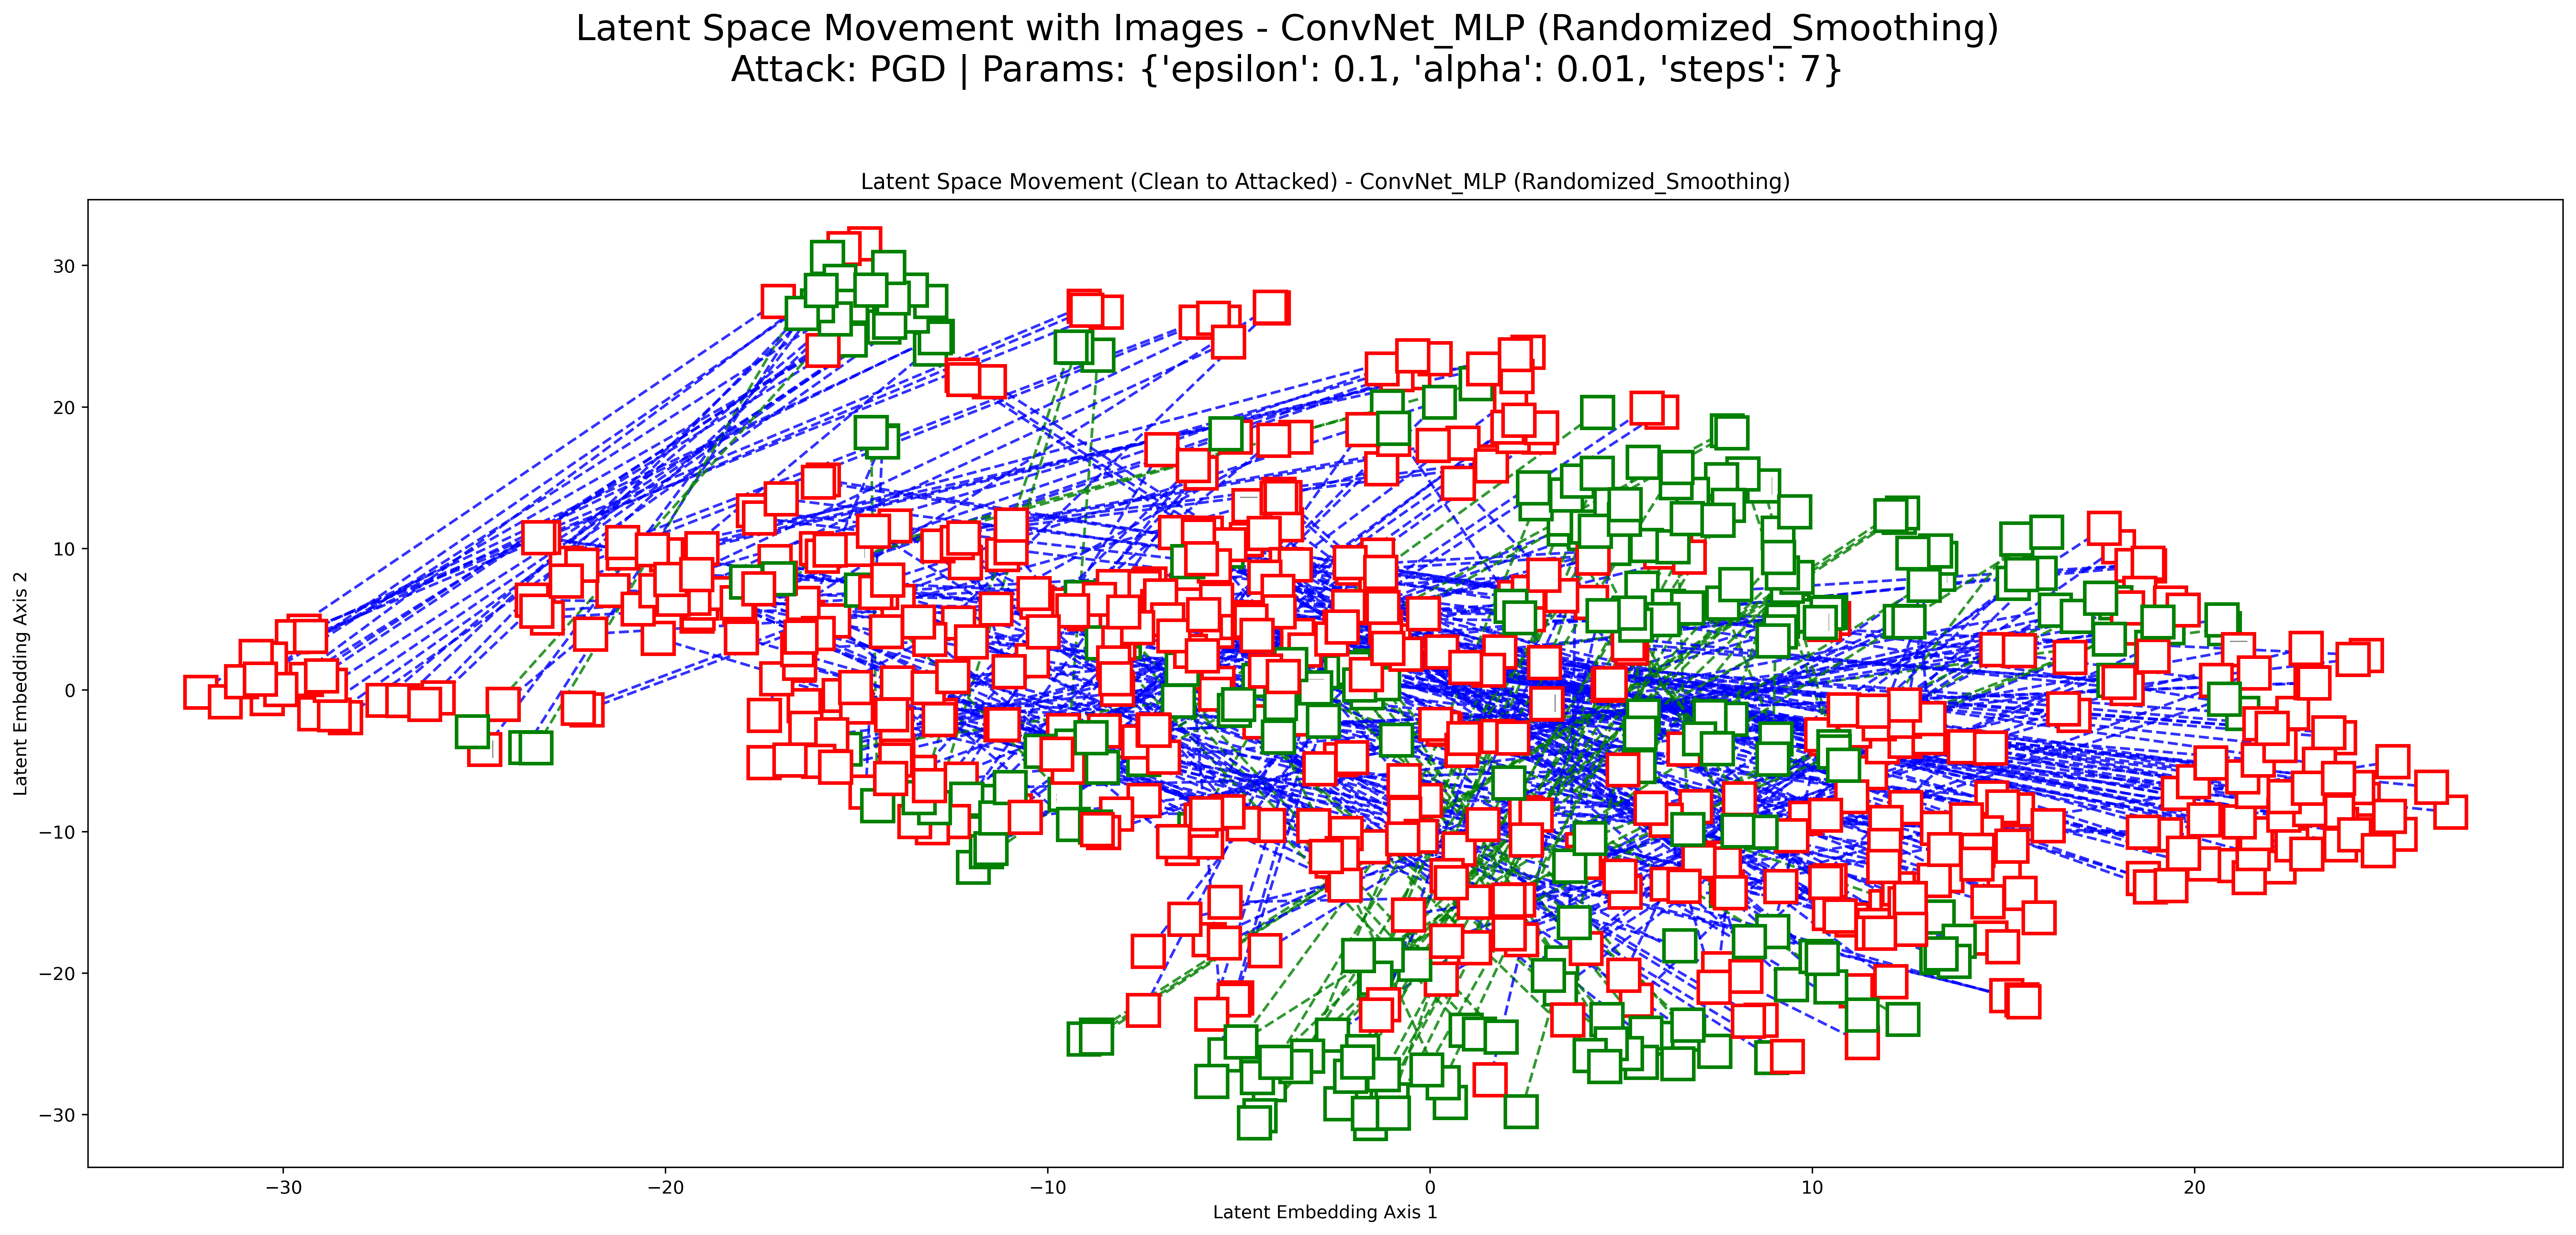 Latent Space Movement with Images - ConvNet_MLP (Randomized_Smoothing)
Attack: PGD | Params: {'epsilon': 0.1, 'alpha': 0.01, 'steps': 7}
Latent Space Movement (Clean to Attacked) - ConvNet_MLP (Randomized_Smoothing)
Latent Embedding Axis 2
30
20
10
0
−10
−20
−30
−30
−20
−10
0
10
20
Latent Embedding Axis 1